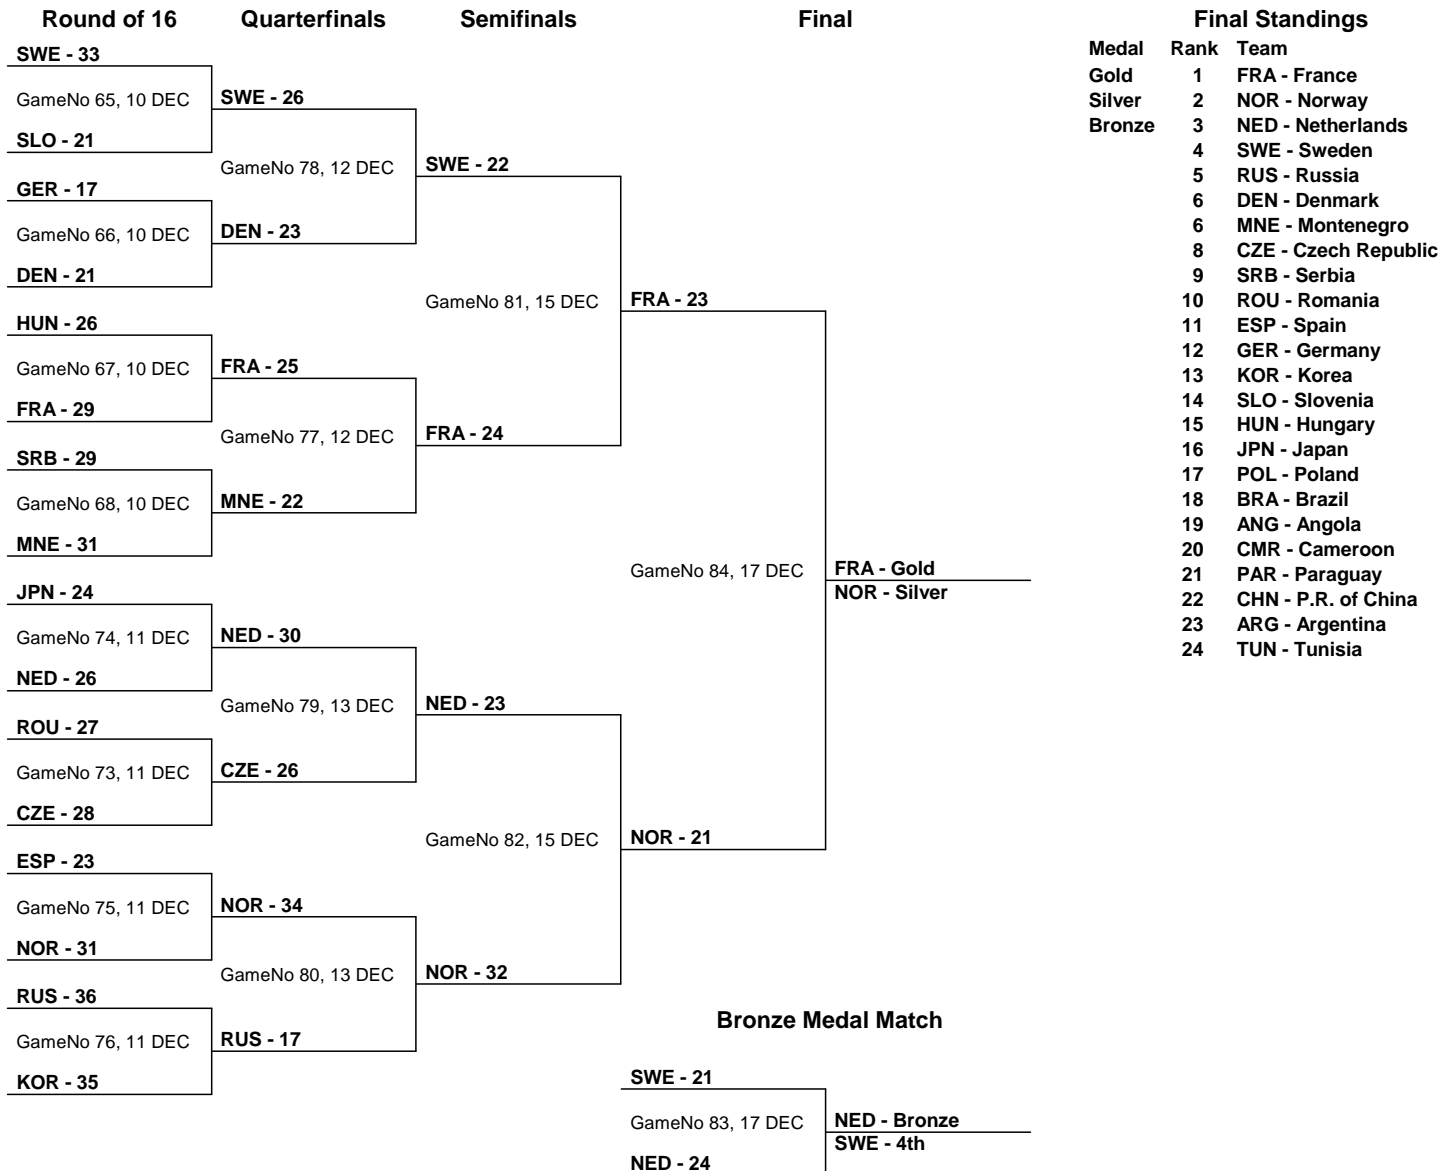 Round of 16
Quarterfinals
Semifinals
Final
Final Standings
SWE - 33
GameNo 65, 10 DEC
SLO - 21
GER - 17
GameNo 66, 10 DEC
DEN - 21
HUN - 26
GameNo 67, 10 DEC
FRA - 29
SRB - 29
GameNo 68, 10 DEC
MNE - 31
JPN - 24
GameNo 74, 11 DEC
NED - 26
ROU - 27
GameNo 73, 11 DEC
CZE - 28
ESP - 23
GameNo 75, 11 DEC
NOR - 31
RUS - 36
GameNo 76, 11 DEC
KOR - 35
SWE - 26
GameNo 78, 12 DEC
DEN - 23
FRA - 25
GameNo 77, 12 DEC
MNE - 22
NED - 30
GameNo 79, 13 DEC
CZE - 26
NOR - 34
GameNo 80, 13 DEC
RUS - 17
SWE - 22
GameNo 81, 15 DEC
FRA - 24
NED - 23
GameNo 82, 15 DEC
NOR - 32
FRA - 23
GameNo 84, 17 DEC
NOR - 21
FRA - Gold
NOR - Silver
Bronze Medal Match
SWE - 21
GameNo 83, 17 DEC
NED - 24
NED - Bronze
SWE - 4th
Medal Rank Team
Gold 1 FRA - France
Silver 2 NOR - Norway
Bronze 3 NED - Netherlands
4 SWE - Sweden
5 RUS - Russia
6 DEN - Denmark
6 MNE - Montenegro
8 CZE - Czech Republic
9 SRB - Serbia
10 ROU - Romania
11 ESP - Spain
12 GER - Germany
13 KOR - Korea
14 SLO - Slovenia
15 HUN - Hungary
16 JPN - Japan
17 POL - Poland
18 BRA - Brazil
19 ANG - Angola
20 CMR - Cameroon
21 PAR - Paraguay
22 CHN - P.R. of China
23 ARG - Argentina
24 TUN - Tunisia